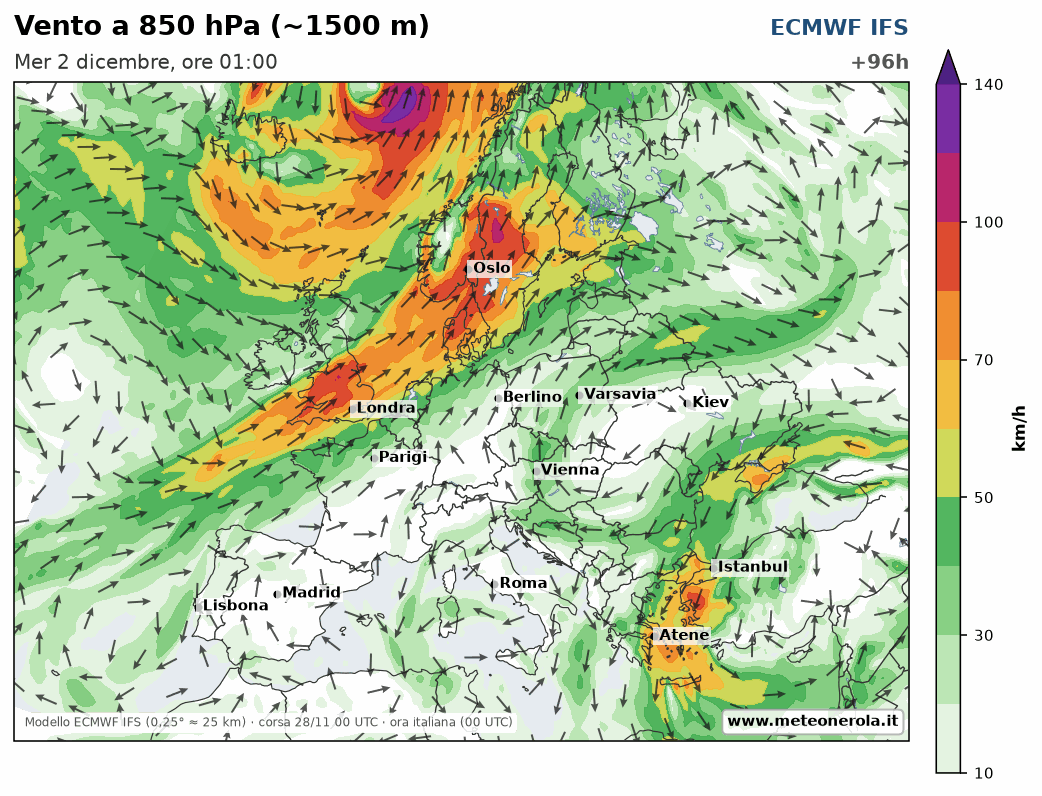 Vento a 850 hPa (~1500 m)
ECMWF IFS
Mer 2 dicembre, ore 01:00
+96h
140
100
70
50
30
10
km/h
Oslo
Londra
Berlino
Varsavia
Kiev
Parigi
Vienna
Istanbul
Roma
Madrid
Lisbona
Atene
Modello ECMWF IFS (0,25° ≈ 25 km) · corsa 28/11 00 UTC · ora italiana (00 UTC)
www.meteonerola.it